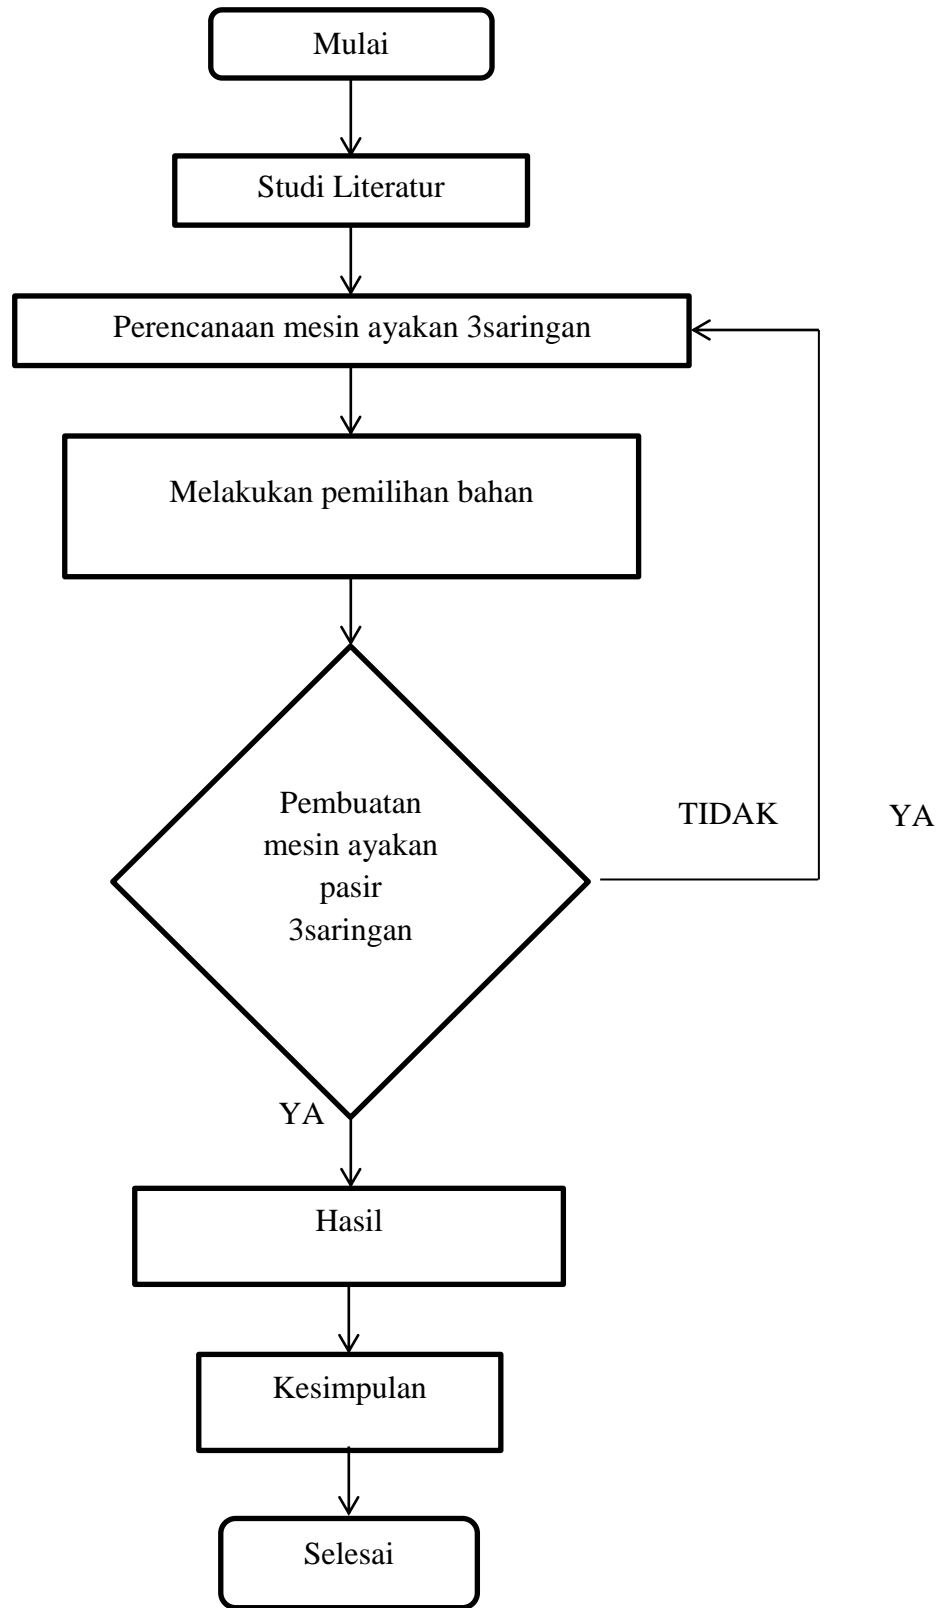 Mulai
Studi Literatur
Perencanaan mesin ayakan 3saringan
Melakukan pemilihan bahan
Pembuatan
mesin ayakan
pasir
3saringan
TIDAK
YA
YA
Hasil
Kesimpulan
Selesai